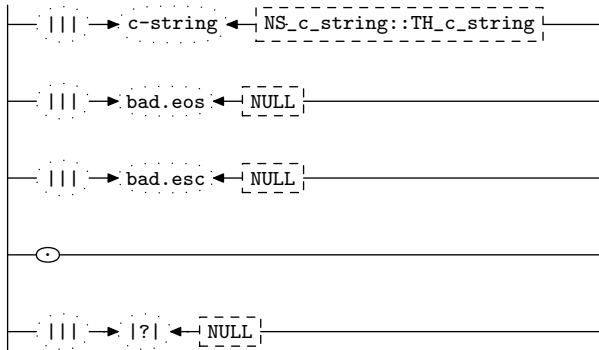 ||| c-string NS_c_string::TH_c_string
||| bad.eos NULL
||| bad.esc NULL
||| |?| NULL